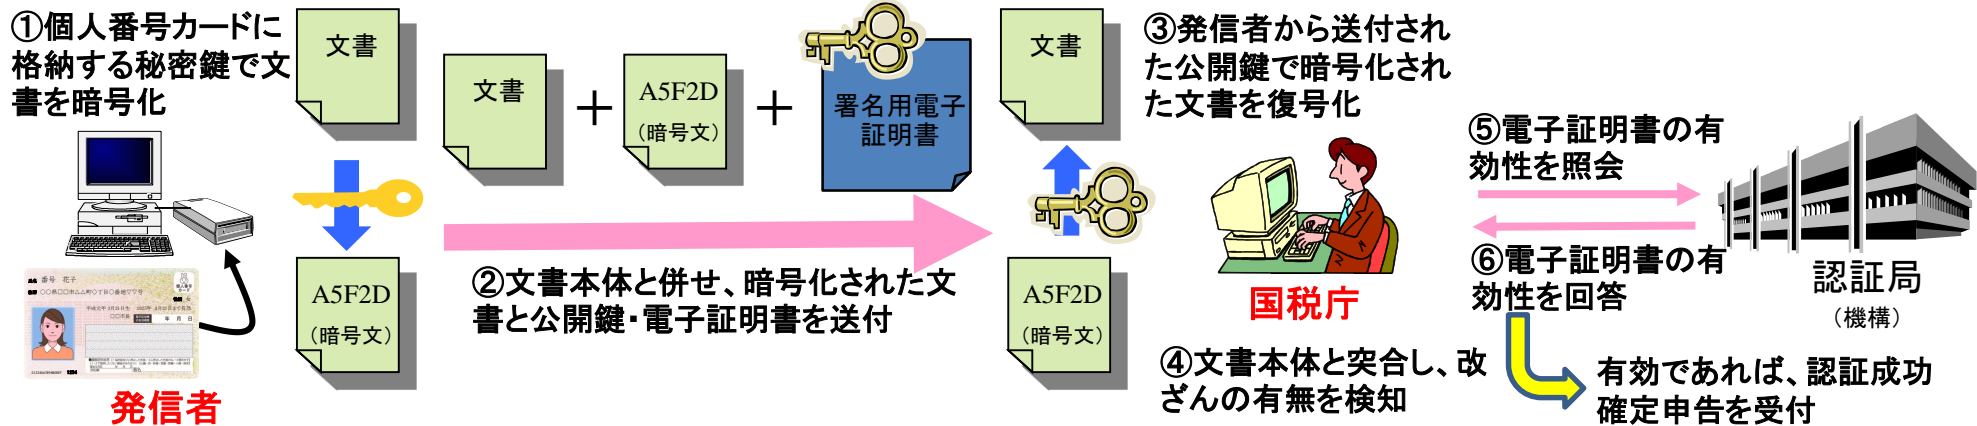 ①個人番号カードに
格納する秘密鍵で文
書を暗号化
番号 花子
発信者
文書
A5F2D
(暗号文)
文書
+
A5F2D
(暗号文)
+
署名用電子
証明書
②文書本体と併せ、暗号化された文
書と公開鍵・電子証明書を送付
文書
A5F2D
(暗号文)
③発信者から送付され
た公開鍵で暗号化され
た文書を復号化
国税庁
④文書本体と突合し、改
ざんの有無を検知
⑤電子証明書の有
効性を照会
⑥電子証明書の有
効性を回答
認証局
(機構)
有効であれば、認証成功
確定申告を受付